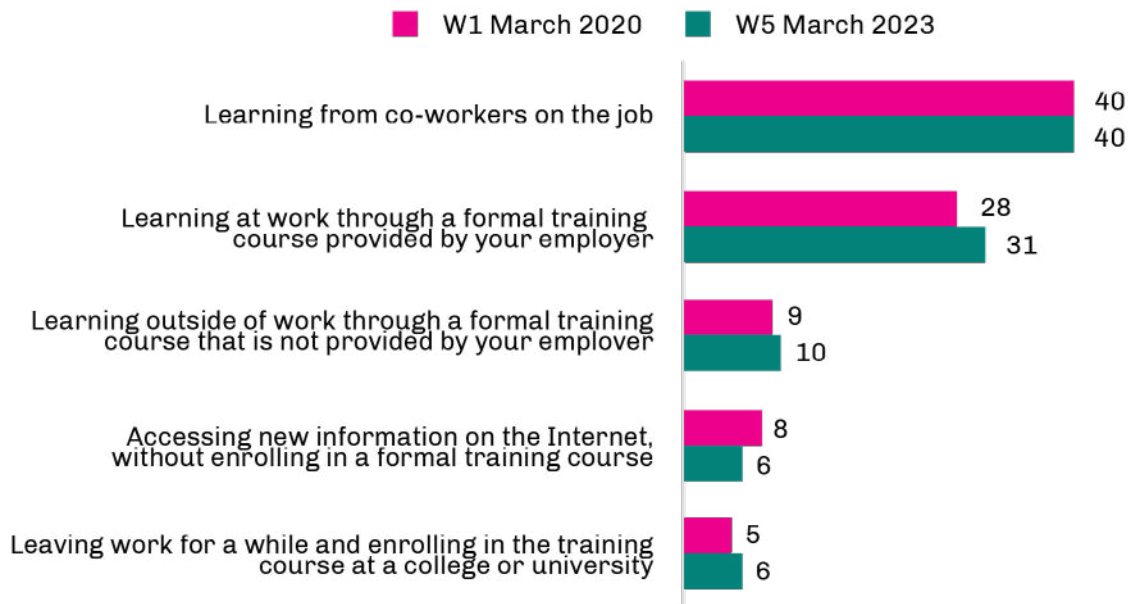 W1 March 2020 W5 March 2023
Learning from co-workers on the job
40
40
Learning at work through a formal training
course provided by your employer
28
31
Learning outside of work through a formal training
course that is not provided by your emplover
9
10
Accessing new information on the Internet,
without enrolling in a formal training course
8
6
Leaving work for a while and enrolling in the training
course at a college or university
5
6